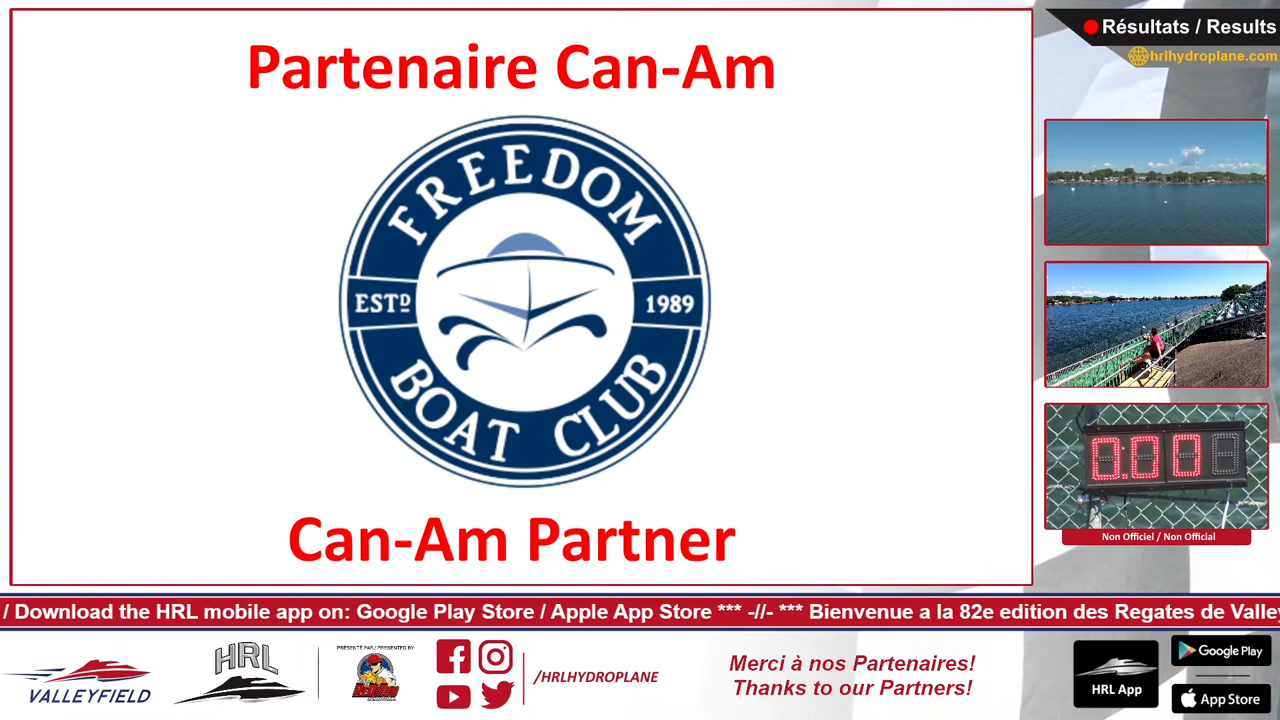 Partenaire Can-Am
FREEDOM
ESTD
1989
BOAT CLUB
Can-Am Partner
Résultats / Results
hrlhydroplane.com
0.00
Non Officiel / Non Official
/ Download the HRL mobile app on: Google Play Store / Apple App Store *** -//- *** Bienvenue a la 82e edition des Regates de Valley
VALLEYFIELD
HRL
PRÉSENTÉ PAR / PRESENTED BY
/HRLHYDROPLANE
Merci à nos Partenaires!
Thanks to our Partners!
HRL App
Google Play
App Store